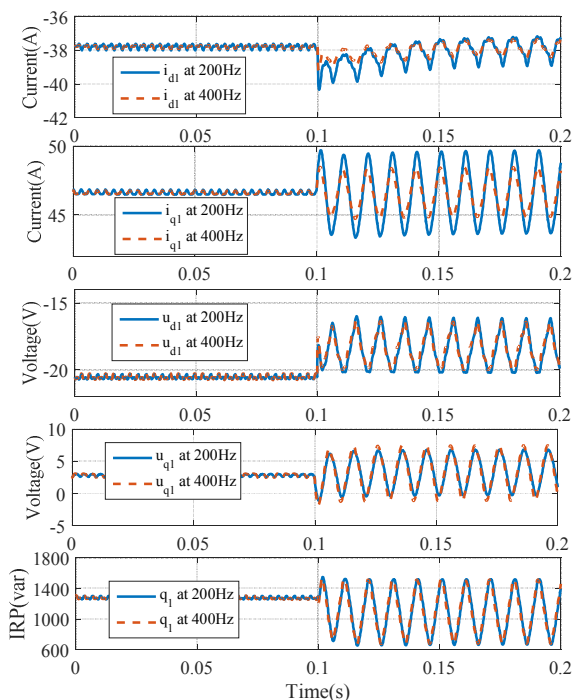 -36
-38
-40
-42
Current(A)
i_d1 at 200Hz
i_d1 at 400Hz
0 0.05 0.1 0.15 0.2
50
45
Current(A)
i_q1 at 200Hz
i_q1 at 400Hz
0 0.05 0.1 0.15 0.2
-15
-20
Voltage(V)
u_d1 at 200Hz
u_d1 at 400Hz
0 0.05 0.1 0.15 0.2
10
5
0
-5
Voltage(V)
u_q1 at 200Hz
u_q1 at 400Hz
0 0.05 0.1 0.15 0.2
1800
1400
1000
600
IRP(var)
q_1 at 200Hz
q_1 at 400Hz
0 0.05 0.1 0.15 0.2
Time(s)